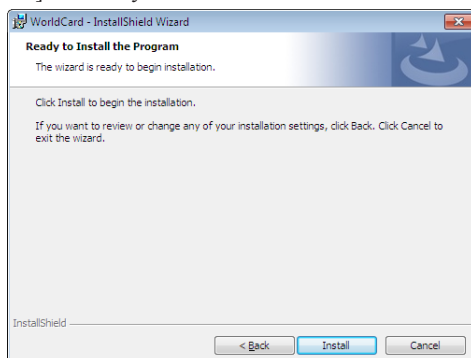 WorldCard - InstallShield Wizard
Ready to Install the Program
The wizard is ready to begin installation.
Click Install to begin the installation.
If you want to review or change any of your installation settings, click Back. Click Cancel to
exit the wizard.
InstallShield
< Back Install Cancel